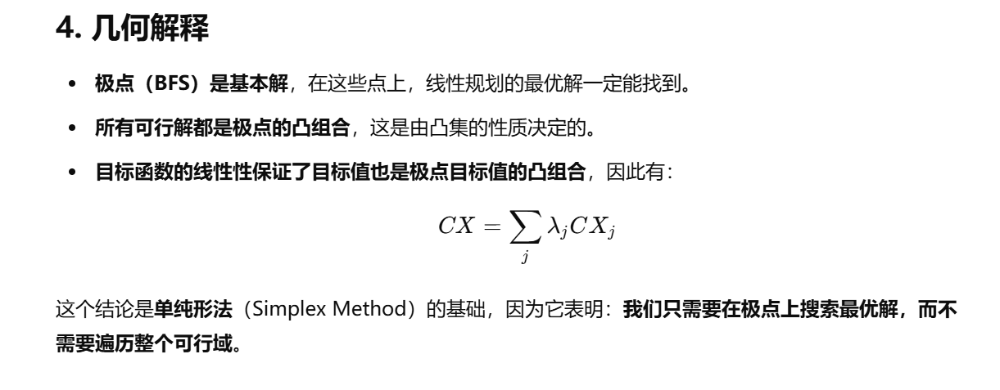 4. 几何解释
• 极点（BFS）是基本解，在这些点上，线性规划的最优解一定能找到。
• 所有可行解都是极点的凸组合，这是由凸集的性质决定的。
• 目标函数的线性性保证了目标值也是极点目标值的凸组合，因此有：
CX = ∑_j λ_j CX_j
这个结论是单纯形法（Simplex Method）的基础，因为它表明：我们只需要在极点上搜索最优解，而不
需要遍历整个可行域。